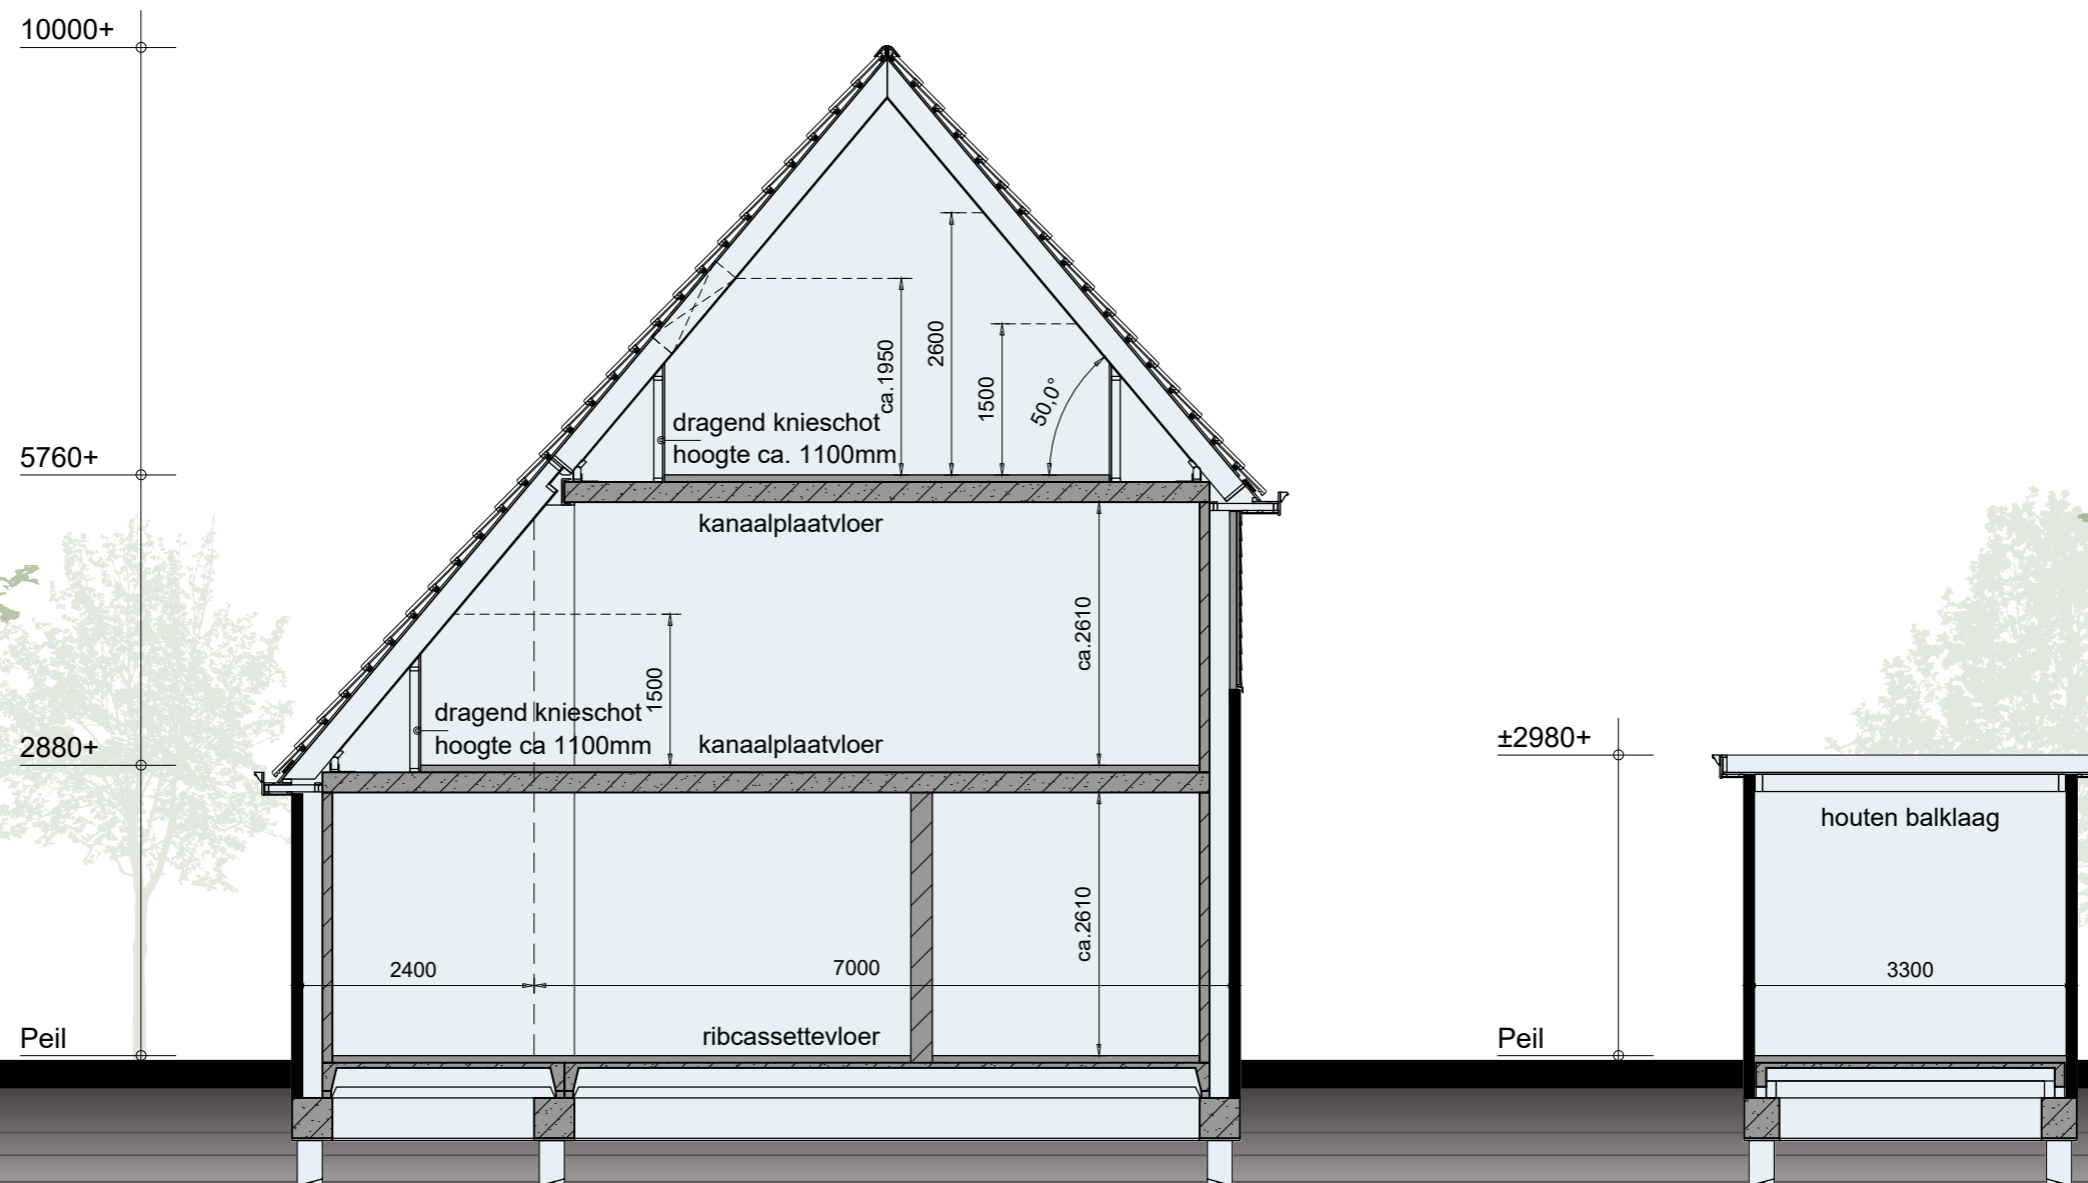 10000+
2600
ca.1950
1500
50,0°
dragend knieschot
hoogte ca. 1100mm
5760+
kanaalplaatvloer
ca.2610
1500
dragend knieschot
hoogte ca 1100mm
kanaalplaatvloer
2880+
±2980+
houten balklaag
ca.2610
2400
7000
3300
ribcassettevloer
Peil
Peil